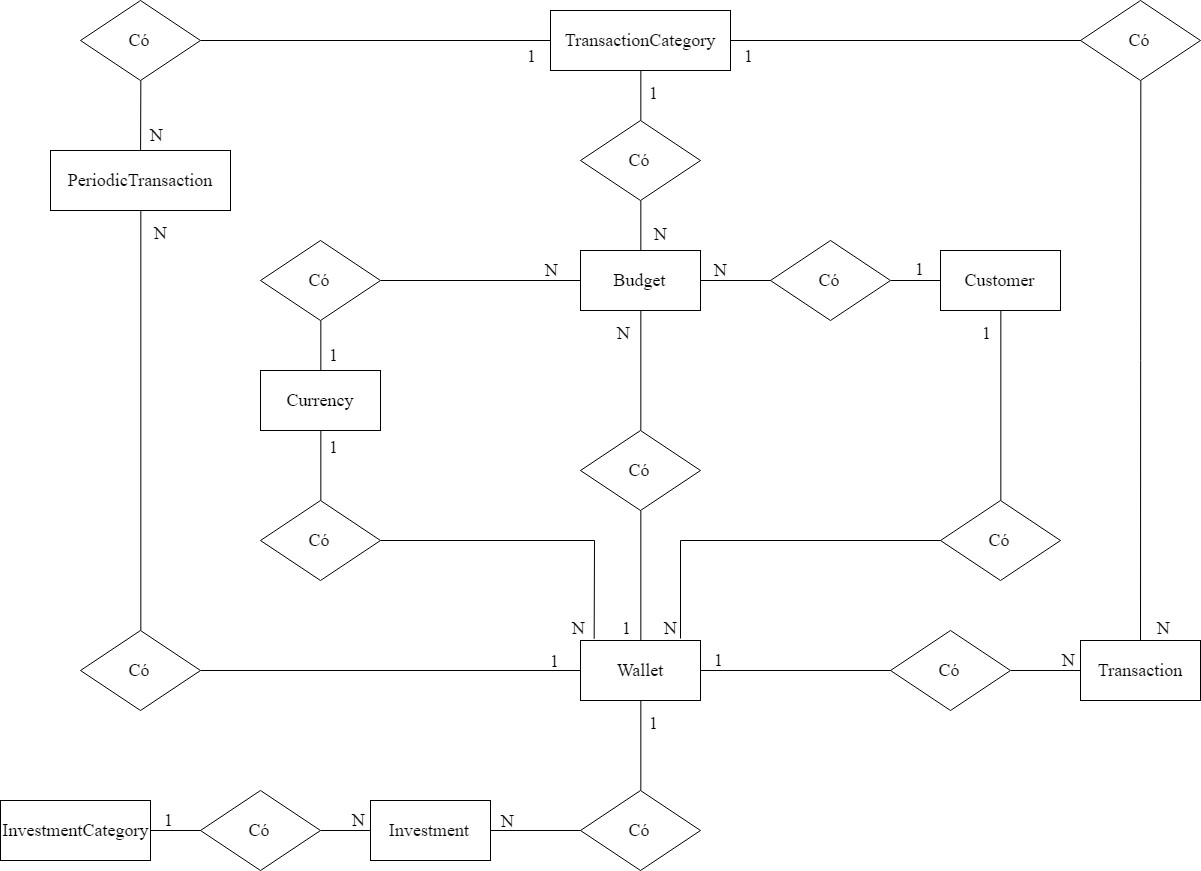 Có
TransactionCategory
Có
1
1
1
N
Có
PeriodicTransaction
N
N
Có
N
Budget
N
Có
1
Customer
N
1
1
Currency
1
Có
Có
Có
N
1
N
N
Có
1
Wallet
1
Có
N
Transaction
1
InvestmentCategory
1
Có
N
Investment
N
Có